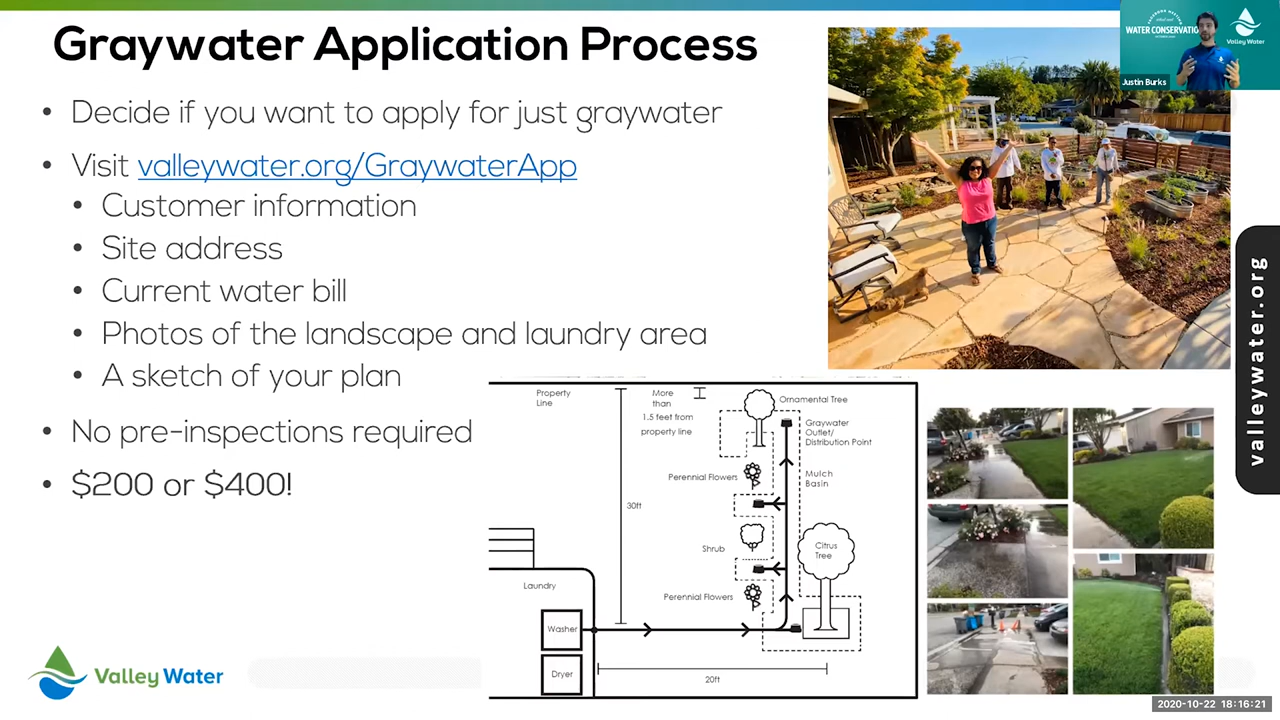 Graywater Application Process
• Decide if you want to apply for just graywater
• Visit valleywater.org/GraywaterApp
• Customer information
• Site address
• Current water bill
• Photos of the landscape and laundry area
• A sketch of your plan
• No pre-inspections required
• $200 or $400!
WATER CONSERVATIO
Valley Water
Justin Burks
valleywater.org
Property
Line
More
than
1.5 feet from
property line
Ornamental Tree
Graywater
Outlet/
Distribution Point
Perennial Flowers
Mulch
Basin
30ft
Shrub
Citrus
Tree
Laundry
Perennial Flowers
Washer
Dryer
20ft
Valley Water
2020-10-22 18:16:21